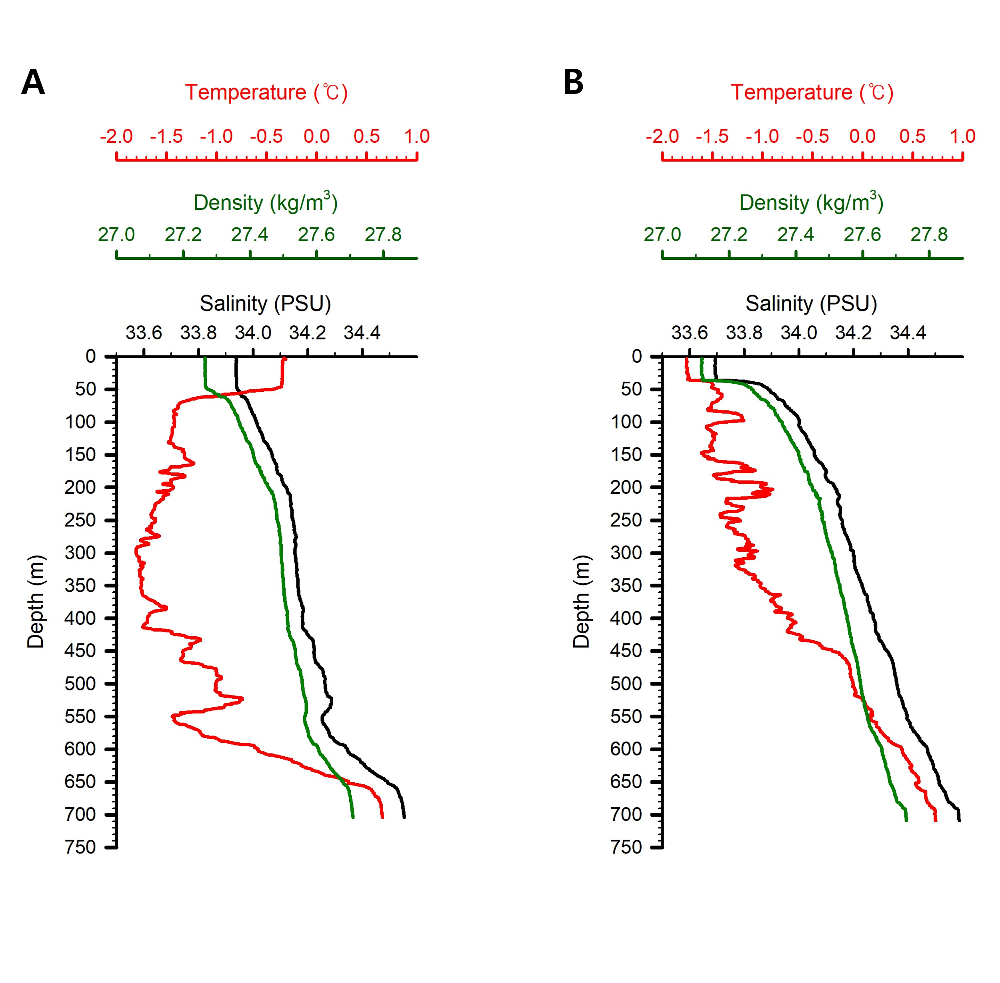 A
Temperature (℃)
-2.0 -1.5 -1.0 -0.5 0.0 0.5 1.0
Density (kg/m³)
27.0 27.2 27.4 27.6 27.8
Salinity (PSU)
33.6 33.8 34.0 34.2 34.4
0
50
100
150
200
250
300
350
400
450
500
550
600
650
700
750
Depth (m)
B
Temperature (℃)
-2.0 -1.5 -1.0 -0.5 0.0 0.5 1.0
Density (kg/m³)
27.0 27.2 27.4 27.6 27.8
Salinity (PSU)
33.6 33.8 34.0 34.2 34.4
0
50
100
150
200
250
300
350
400
450
500
550
600
650
700
750
Depth (m)